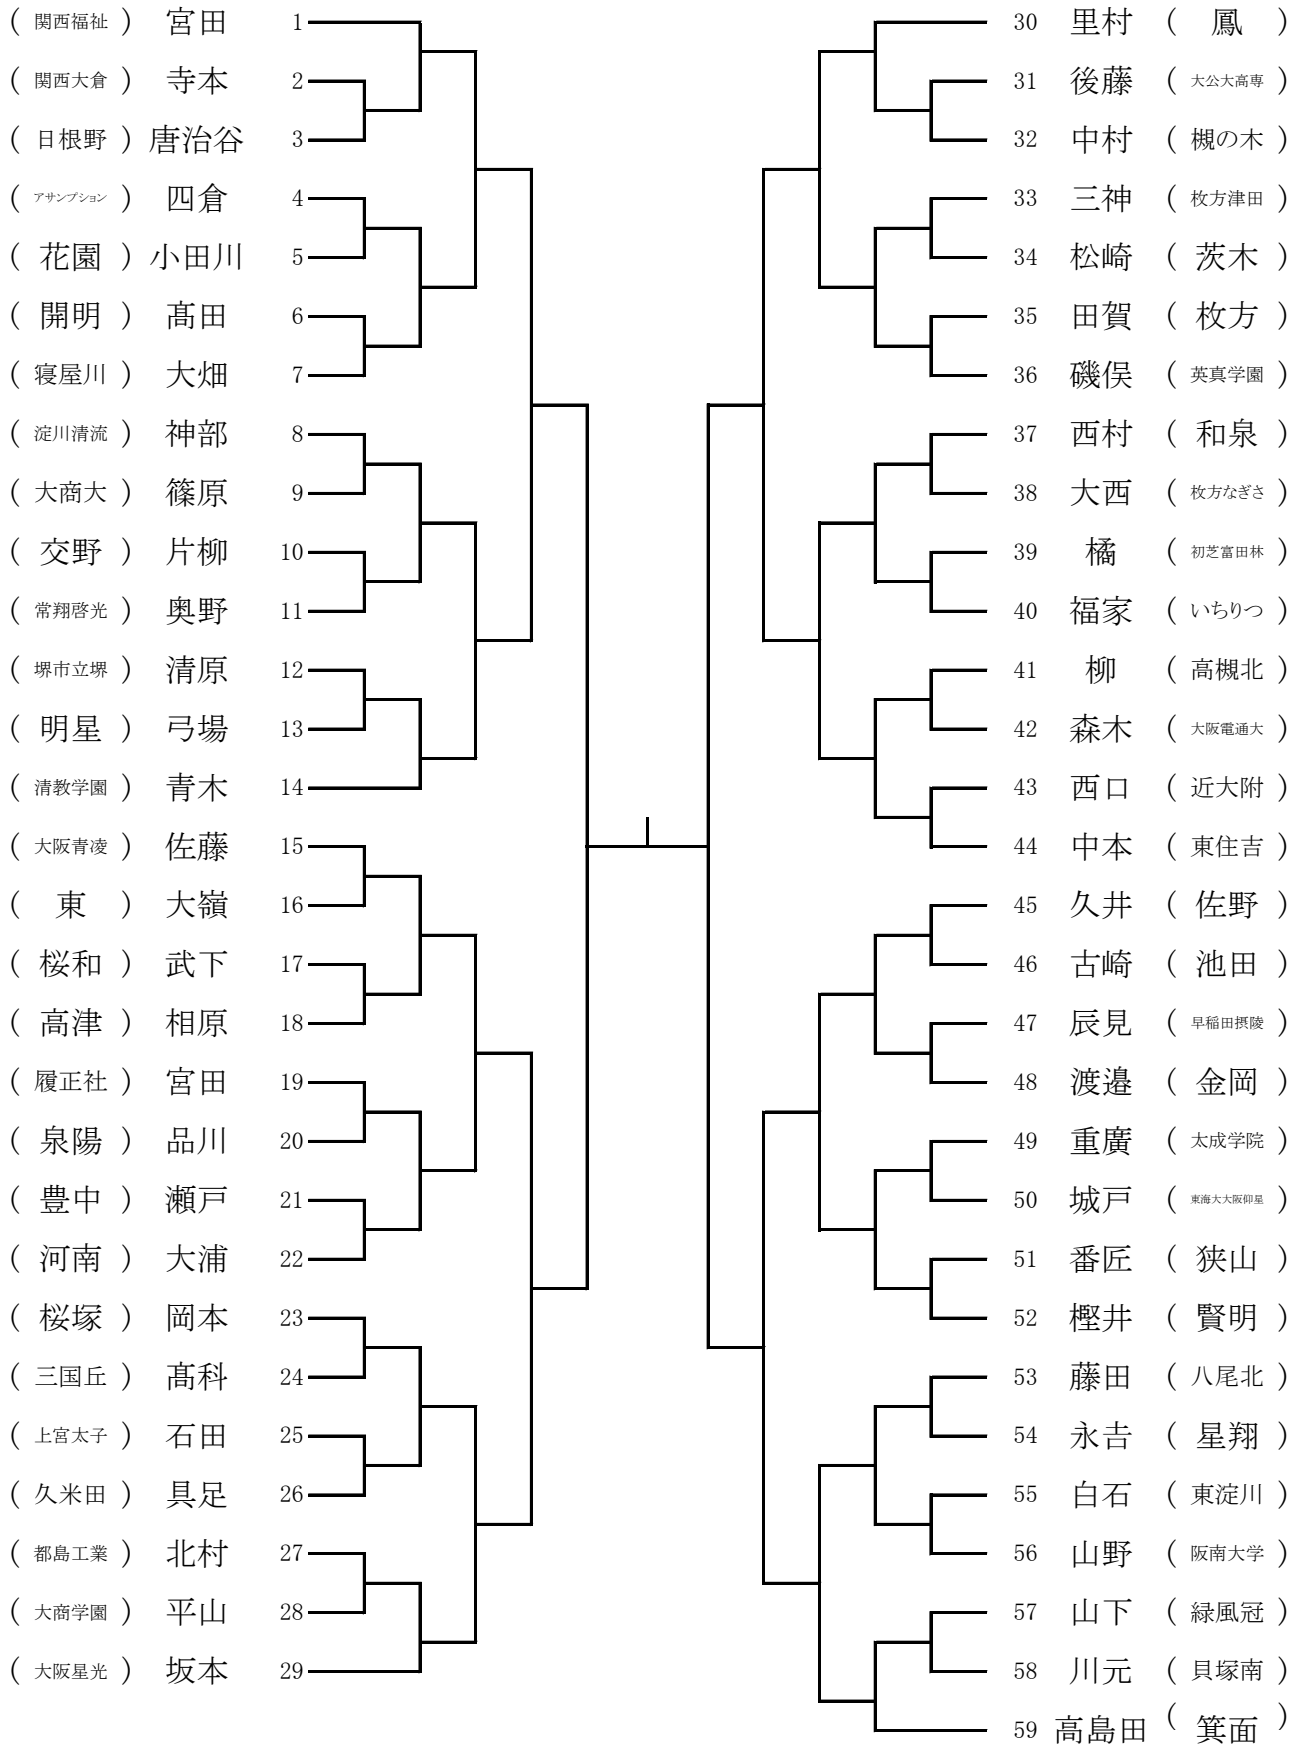 ( 関西福祉 ) 宮田 1
( 関西大倉 ) 寺本 2
( 日根野 ) 唐治谷 3
( アサンプション ) 四倉 4
( 花園 ) 小田川 5
( 開明 ) 髙田 6
( 寝屋川 ) 大畑 7
( 淀川清流 ) 神部 8
( 大商大 ) 篠原 9
( 交野 ) 片柳 10
( 常翔啓光 ) 奥野 11
( 堺市立堺 ) 清原 12
( 明星 ) 弓場 13
( 清教学園 ) 青木 14
( 大阪青凌 ) 佐藤 15
( 東 ) 大嶺 16
( 桜和 ) 武下 17
( 高津 ) 相原 18
( 履正社 ) 宮田 19
( 泉陽 ) 品川 20
( 豊中 ) 瀬戸 21
( 河南 ) 大浦 22
( 桜塚 ) 岡本 23
( 三国丘 ) 髙科 24
( 上宮太子 ) 石田 25
( 久米田 ) 具足 26
( 都島工業 ) 北村 27
( 大商学園 ) 平山 28
( 大阪星光 ) 坂本 29
30 里村 ( 鳳 )
31 後藤 ( 大公大高専 )
32 中村 ( 槻の木 )
33 三神 ( 枚方津田 )
34 松崎 ( 茨木 )
35 田賀 ( 枚方 )
36 磯俣 ( 英真学園 )
37 西村 ( 和泉 )
38 大西 ( 枚方なぎさ )
39 橘 ( 初芝富田林 )
40 福家 ( いちりつ )
41 柳 ( 高槻北 )
42 森木 ( 大阪電通大 )
43 西口 ( 近大附 )
44 中本 ( 東住吉 )
45 久井 ( 佐野 )
46 古崎 ( 池田 )
47 辰見 ( 早稲田摂陵 )
48 渡邉 ( 金岡 )
49 重廣 ( 太成学院 )
50 城戸 ( 東海大大阪仰星 )
51 番匠 ( 狭山 )
52 樫井 ( 賢明 )
53 藤田 ( 八尾北 )
54 永𠮷 ( 星翔 )
55 白石 ( 東淀川 )
56 山野 ( 阪南大学 )
57 山下 ( 緑風冠 )
58 川元 ( 貝塚南 )
59 高島田 ( 箕面 )